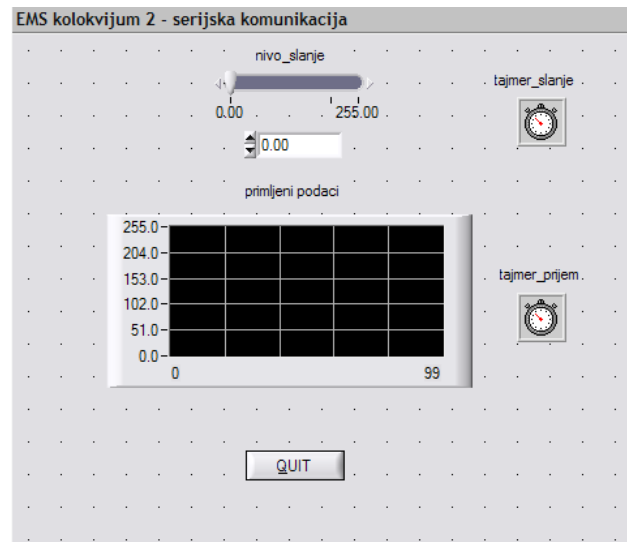 EMS kolokvijum 2 - serijska komunikacija
nivo_slanje
tajmer_slanje
0.00 255.00
0.00
primljeni podaci
255.0
204.0
153.0
102.0
51.0
0.0
0 99
tajmer_prijem
QUIT